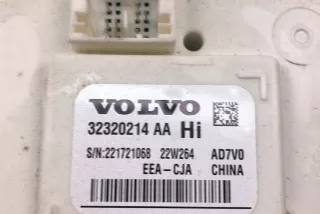 VOLVO
32320214 AA Hi
S/N:221721068 22W264 AD7V0
EEA-CJA CHINA